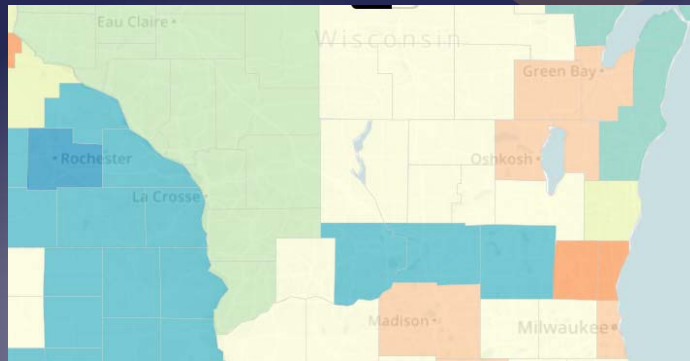 Eau Claire
Wisconsin
Green Bay
Rochester
Oshkosh
La Crosse
Madison
Milwaukee